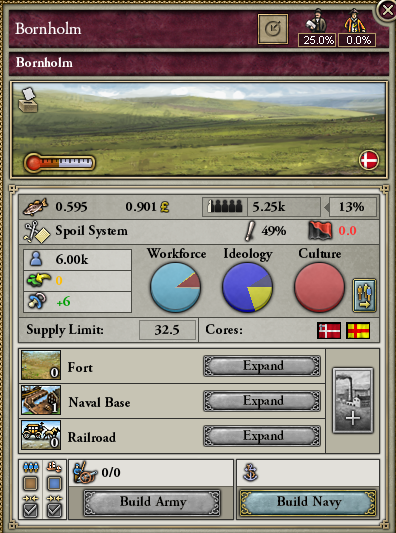 Bornholm
25.0% 0.0%
Bornholm
0.595 0.901£ 5.25k 13%
Spoil System 49% 0.0
6.00k Workforce Ideology Culture
0
+6
Supply Limit: 32.5 Cores:
0 Fort Expand
1 Naval Base Expand
0 Railroad Expand
0/0
Build Army Build Navy